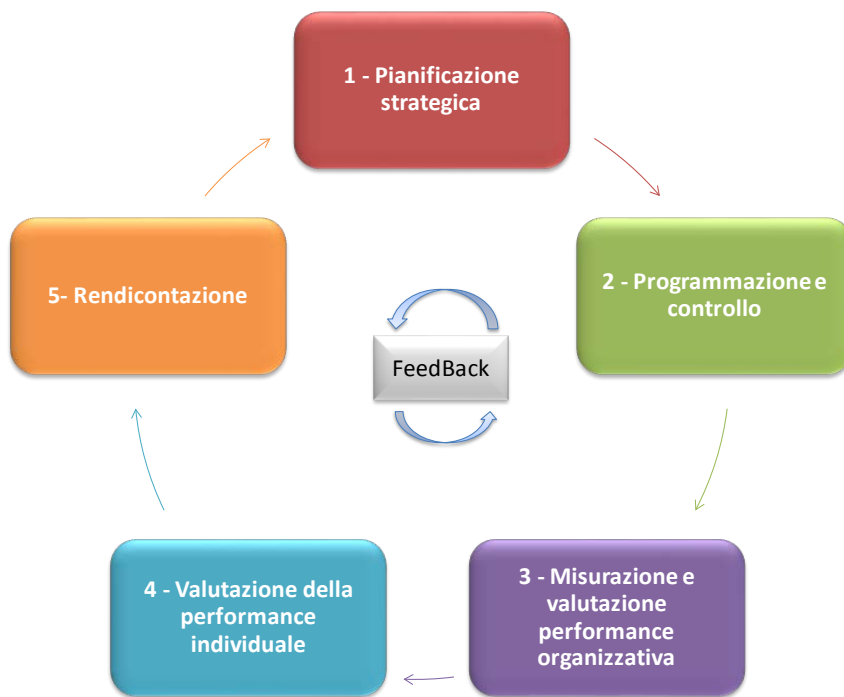 1 - Pianificazione
strategica
2 - Programmazione e
controllo
3 - Misurazione e
valutazione
performance
organizzativa
4 - Valutazione della
performance
individuale
5- Rendicontazione
FeedBack